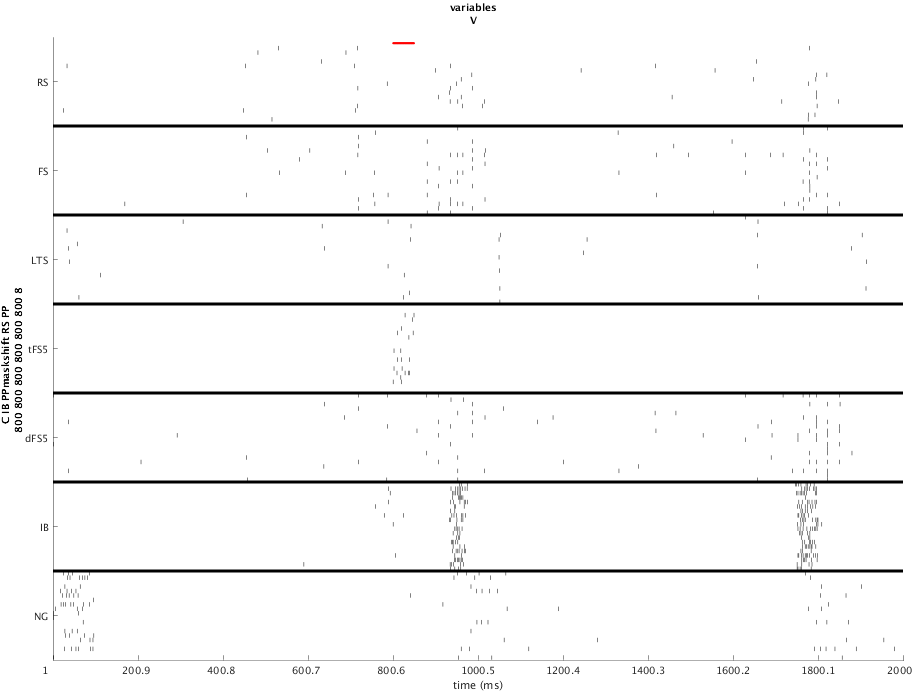 variables
V
RS
FS
LTS
tFS5
dFS5
IB
NG
C IB PPmaskshift RS PP
800 800 800 800 800 800 8
1
200.9
400.8
600.7
800.6
1000.5
1200.4
1400.3
1600.2
1800.1
2000
time (ms)